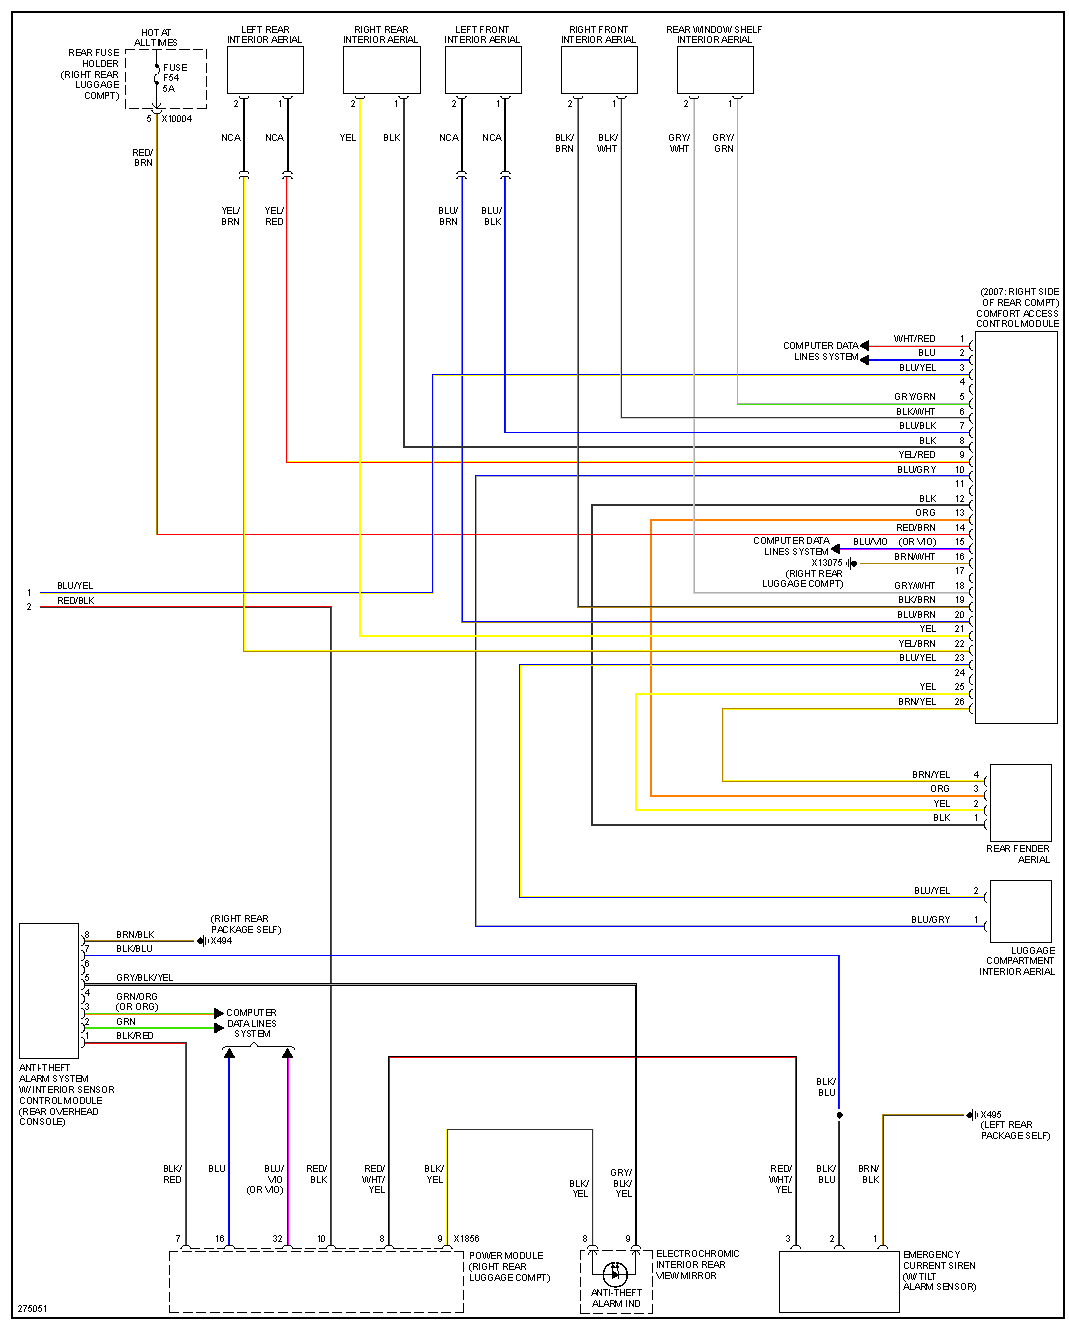 HOT AT
ALL TIMES
REAR FUSE
HOLDER
(RIGHT REAR
LUGGAGE
COMPT)
FUSE
F54
5A
5 X10004
RED/
BRN
LEFT REAR
INTERIOR AERIAL
2 1
NCA NCA
YEL/
BRN
YEL/
RED
RIGHT REAR
INTERIOR AERIAL
2 1
YEL BLK
LEFT FRONT
INTERIOR AERIAL
2 1
NCA NCA
BLU/
BRN
BLU/
BLK
RIGHT FRONT
INTERIOR AERIAL
2 1
BLK/
BRN
BLK/
WHT
REAR WINDOW SHELF
INTERIOR AERIAL
2 1
GRY/
WHT
GRY/
GRN
(2007: RIGHT SIDE
OF REAR COMPT)
COMFORT ACCESS
CONTROL MODULE
COMPUTER DATA
LINES SYSTEM
WHT/RED 1
BLU 2
BLU/YEL 3
4
GRY/GRN 5
BLK/WHT 6
BLU/BLK 7
BLK 8
YEL/RED 9
BLU/GRY 10
11
BLK 12
ORG 13
RED/BRN 14
COMPUTER DATA
LINES SYSTEM
BLU/VIO (OR VIO) 15
X13075
(RIGHT REAR
LUGGAGE COMPT)
BRN/WHT 16
17
GRY/WHT 18
BLK/BRN 19
BLU/BRN 20
YEL 21
YEL/BRN 22
BLU/YEL 23
24
YEL 25
BRN/YEL 26
1 BLU/YEL
2 RED/BLK
BRN/YEL 4
ORG 3
YEL 2
BLK 1
REAR FENDER
AERIAL
BLU/YEL 2
BLU/GRY 1
LUGGAGE
COMPARTMENT
INTERIOR AERIAL
(RIGHT REAR
PACKAGE SELF)
X494
8 BRN/BLK
7 BLK/BLU
6
5 GRY/BLK/YEL
4
GRN/ORG
3 (OR ORG)
2 GRN
1 BLK/RED
COMPUTER
DATA LINES
SYSTEM
ANTI-THEFT
ALARM SYSTEM
W/ INTERIOR SENSOR
CONTROL MODULE
(REAR OVERHEAD
CONSOLE)
BLK/
BLU
X495
(LEFT REAR
PACKAGE SELF)
BLK/
RED
BLU
BLU/
VIO
(OR VIO)
RED/
BLK
RED/
WHT/
YEL
BLK/
YEL
BLK/
YEL
GRY/
BLK/
YEL
RED/
WHT/
YEL
BLK/
BLU
BRN/
BLK
7 16 32 10 8 9 X1856
8 9
3 2 1
POWER MODULE
(RIGHT REAR
LUGGAGE COMPT)
ELECTROCHROMIC
INTERIOR REAR
VIEW MIRROR
ANTI-THEFT
ALARM IND
EMERGENCY
CURRENT SIREN
(W/ TILT
ALARM SENSOR)
275051